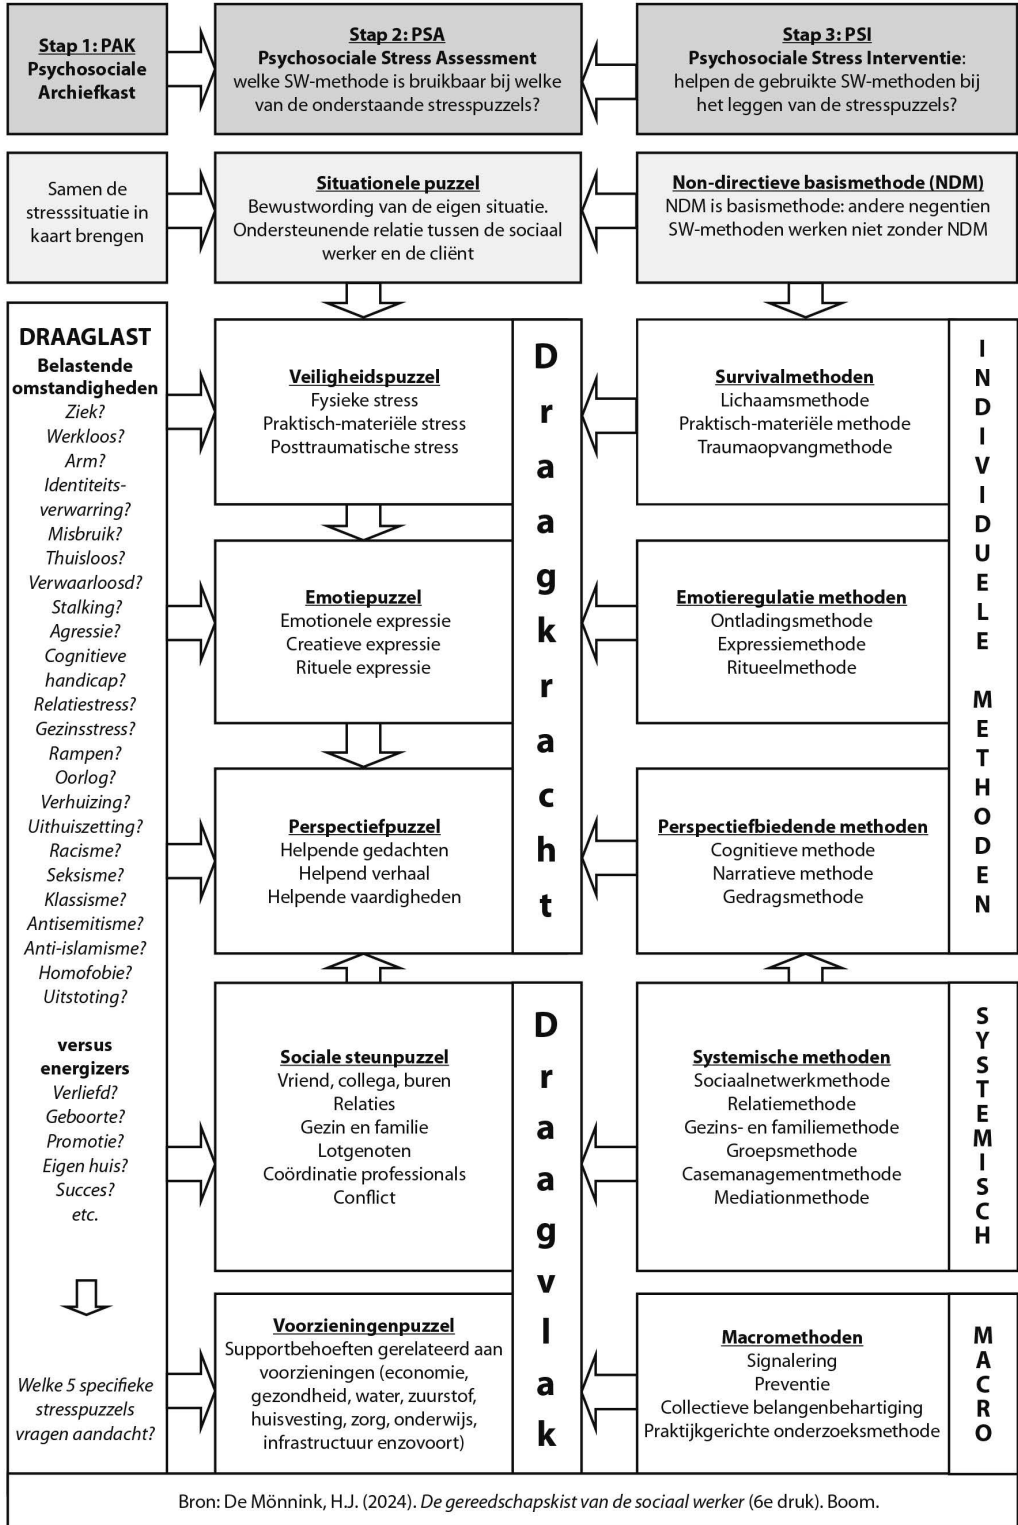 Stap 1: PAK
Psychosociale
Archiefkast
Stap 2: PSA
Psychosociale Stress Assessment
welke SW-methode is bruikbaar bij welke
van de onderstaande stresspuzzels?
Stap 3: PSI
Psychosociale Stress Interventie:
helpen de gebruikte SW-methoden bij
het leggen van de stresspuzzels?
Samen de
stresssituatie in
kaart brengen
Situationele puzzel
Bewustwording van de eigen situatie.
Ondersteunende relatie tussen de sociaal
werker en de cliënt
Non-directieve basismethode (NDM)
NDM is basismethode: andere negentien
SW-methoden werken niet zonder NDM
DRAAGLAST
Belastende
omstandigheden
Ziek?
Werkloos?
Arm?
Identiteits-
verwarring?
Misbruik?
Thuisloos?
Verwaarloosd?
Stalking?
Agressie?
Cognitieve
handicap?
Relatiestress?
Gezinsstress?
Rampen?
Oorlog?
Verhuizing?
Uithuiszetting?
Racisme?
Seksisme?
Klassisme?
Antisemitisme?
Anti-islamisme?
Homofobie?
Uitstoting?
versus
energizers
Verliefd?
Geboorte?
Promotie?
Eigen huis?
Succes?
etc.
Welke 5 specifieke
stresspuzzels
vragen aandacht?
Veiligheidspuzzel
Fysieke stress
Praktisch-materiële stress
Posttraumatische stress
Emotiepuzzel
Emotionele expressie
Creatieve expressie
Rituele expressie
Perspectiefpuzzel
Helpende gedachten
Helpend verhaal
Helpende vaardigheden
Draagkracht
Sociale steunpuzzel
Vriend, collega, buren
Relaties
Gezin en familie
Lotgenoten
Coördinatie professionals
Conflict
Voorzieningenpuzzel
Supportbehoeften gerelateerd aan
voorzieningen (economie,
gezondheid, water, zuurstof,
huisvesting, zorg, onderwijs,
infrastructuur enzovoort)
Draagvlak
Survivalmethoden
Lichaamsmethode
Praktisch-materiële methode
Traumaopvangmethode
Emotieregulatie methoden
Ontladingsmethode
Expressiemethode
Ritueelmethode
Perspectiefbiedende methoden
Cognitieve methode
Narratieve methode
Gedragsmethode
INDIVIDUELE METHODEN
Systemische methoden
Sociaalnetwerkmethode
Relatiemethode
Gezins- en familiemethode
Groepsmethode
Casemanagementmethode
Mediationmethode
SYSTEMISCH
Macromethoden
Signalering
Preventie
Collectieve belangenbehartiging
Praktijkgerichte onderzoeksmethode
MACRO
Bron: De Mönnink, H.J. (2024). De gereedschapskist van de sociaal werker (6e druk). Boom.